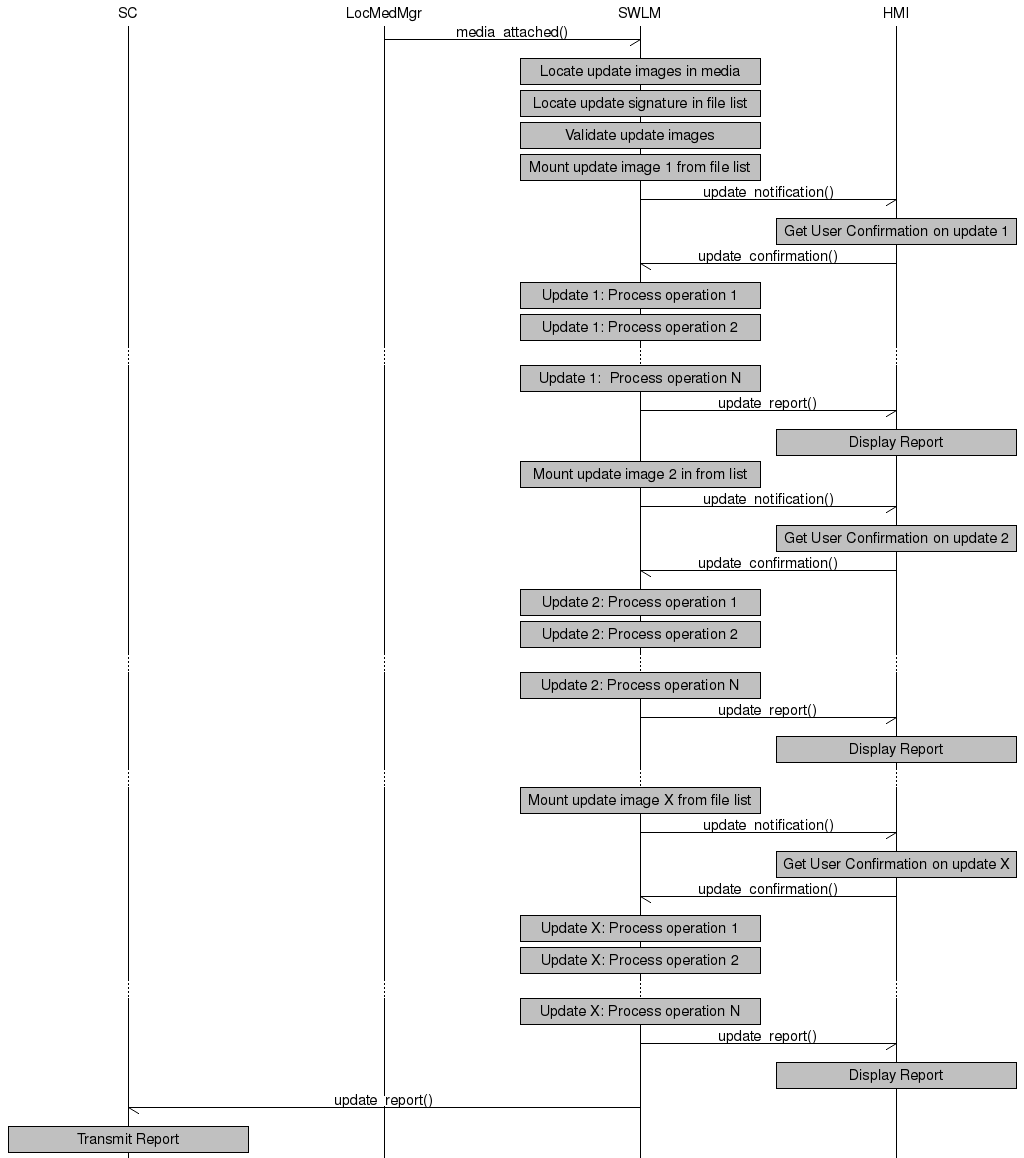 SC LocMedMgr SWLM HMI
media_attached()
Locate update images in media
Locate update signature in file list
Validate update images
Mount update image 1 from file list
update_notification()
Get User Confirmation on update 1
update_confirmation()
Update 1: Process operation 1
Update 1: Process operation 2
Update 1:  Process operation N
update_report()
Display Report
Mount update image 2 in from list
update_notification()
Get User Confirmation on update 2
update_confirmation()
Update 2: Process operation 1
Update 2: Process operation 2
Update 2: Process operation N
update_report()
Display Report
Mount update image X from file list
update_notification()
Get User Confirmation on update X
update_confirmation()
Update X: Process operation 1
Update X: Process operation 2
Update X: Process operation N
update_report()
Display Report
update_report()
Transmit Report